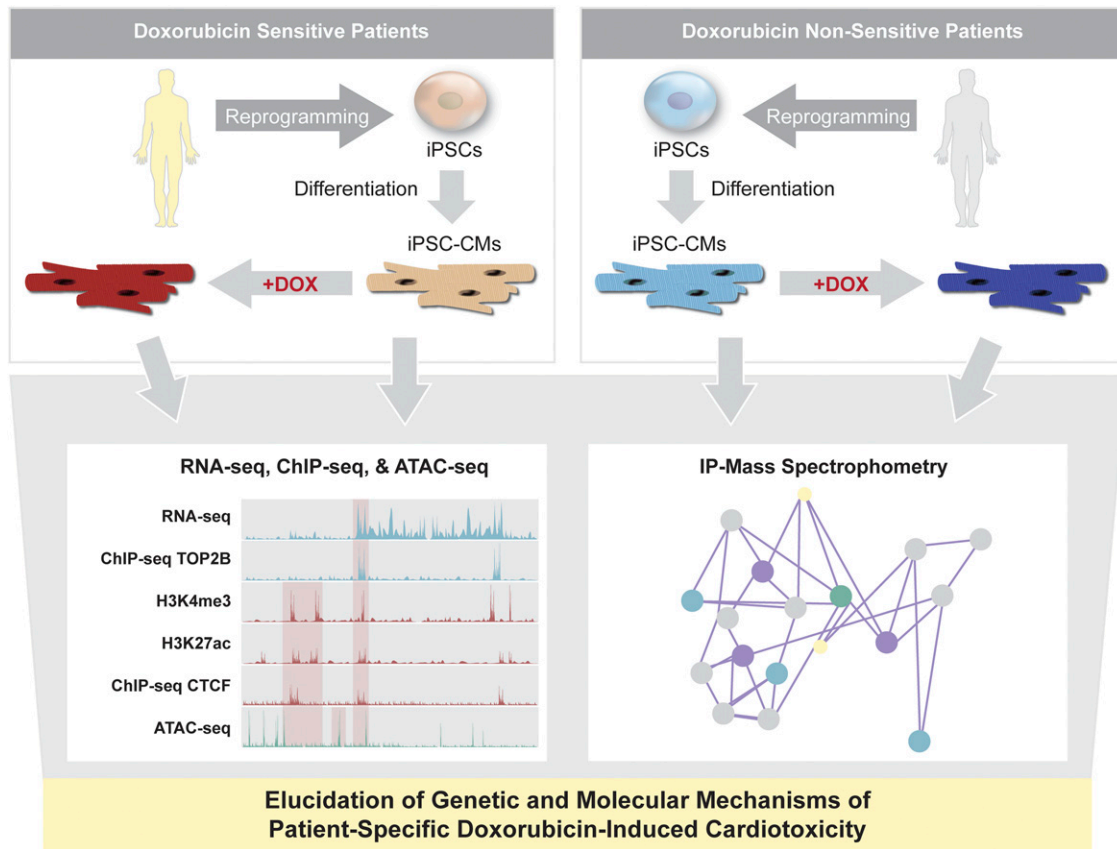 Doxorubicin Sensitive Patients
Reprogramming
iPSCs
Differentiation
iPSC-CMs
+DOX
Doxorubicin Non-Sensitive Patients
Reprogramming
iPSCs
Differentiation
iPSC-CMs
+DOX
RNA-seq, ChIP-seq, & ATAC-seq
RNA-seq
ChIP-seq TOP2B
H3K4me3
H3K27ac
ChIP-seq CTCF
ATAC-seq
IP-Mass Spectrophometry
Elucidation of Genetic and Molecular Mechanisms of
Patient-Specific Doxorubicin-Induced Cardiotoxicity